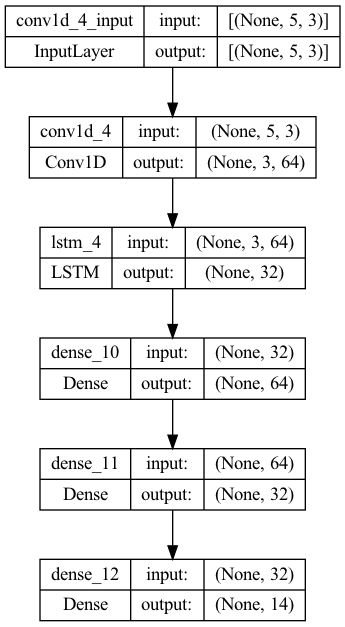 conv1d_4_input input: [(None, 5, 3)]
InputLayer output: [(None, 5, 3)]
conv1d_4 input: (None, 5, 3)
Conv1D output: (None, 3, 64)
lstm_4 input: (None, 3, 64)
LSTM output: (None, 32)
dense_10 input: (None, 32)
Dense output: (None, 64)
dense_11 input: (None, 64)
Dense output: (None, 32)
dense_12 input: (None, 32)
Dense output: (None, 14)